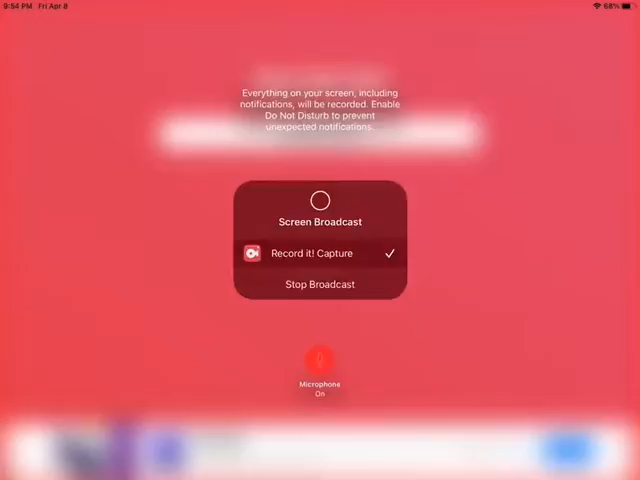 9:54 PM Fri Apr 8
68%
Everything on your screen, including
notifications, will be recorded. Enable
Do Not Disturb to prevent
unexpected notifications.
Screen Broadcast
Record it! Capture
Stop Broadcast
Microphone
On